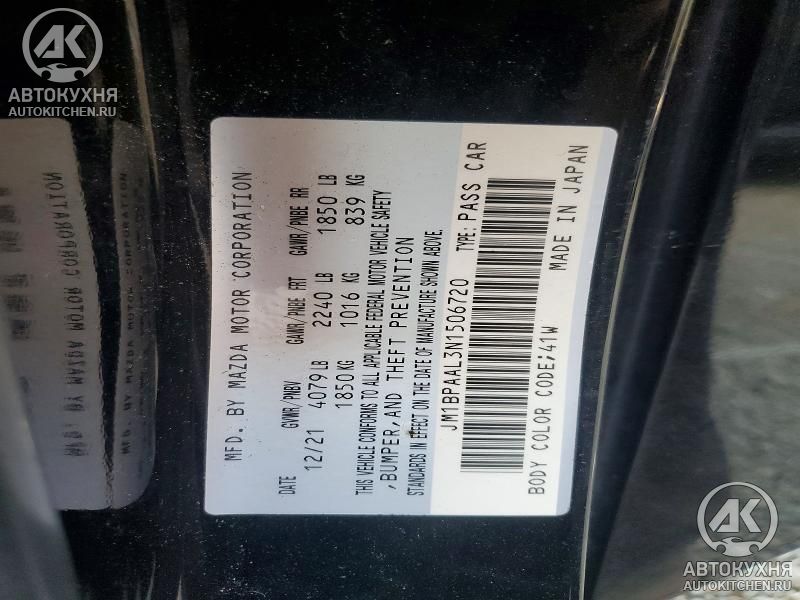 AK
АВТОКУХНЯ
AUTOKITCHEN.RU
MFD. BY MAZDA MOTOR CORPORATION
DATE GVWR/PNBV GAWR/PNBE FRT GAWR/PNBE RR
12/21 4079 LB 2240 LB 1850 LB
1850 KG 1016 KG 839 KG
THIS VEHICLE CONFORMS TO ALL APPLICABLE FEDERAL MOTOR VEHICLE SAFETY
,BUMPER,AND THEFT PREVENTION
STANDARDS IN EFFECT ON THE DATE OF MANUFACTURE SHOWN ABOVE.
JM1BPAAL3N1506720 TYPE: PASS CAR
BODY COLOR CODE;41W MADE IN JAPAN
MFD. BY MAZDA MOTOR CORPORATION
AK
АВТОКУХНЯ
AUTOKITCHEN.RU